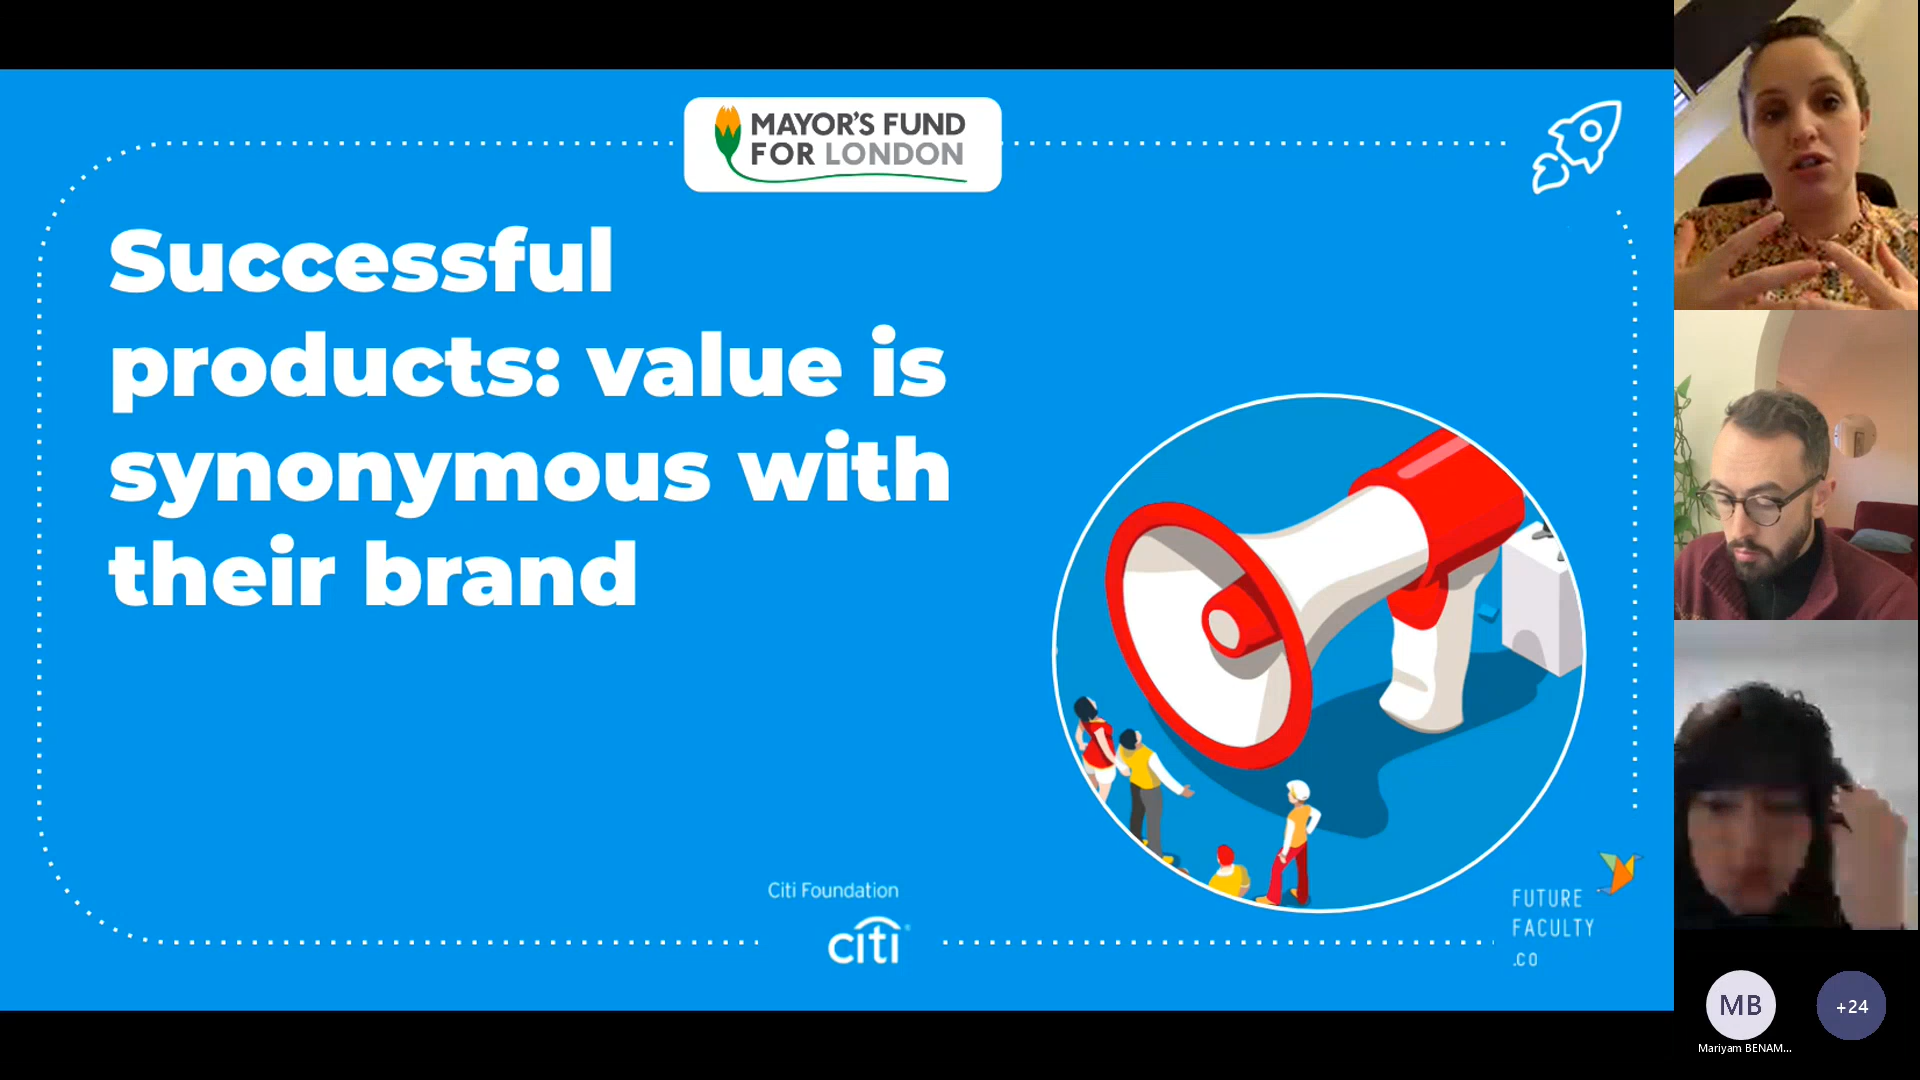 MAYOR'S FUND
FOR LONDON
Successful
products: value is
synonymous with
their brand
Citi Foundation
citi
FUTURE
FACULTY
.CO
MB
+24
Mariyam BENAM...